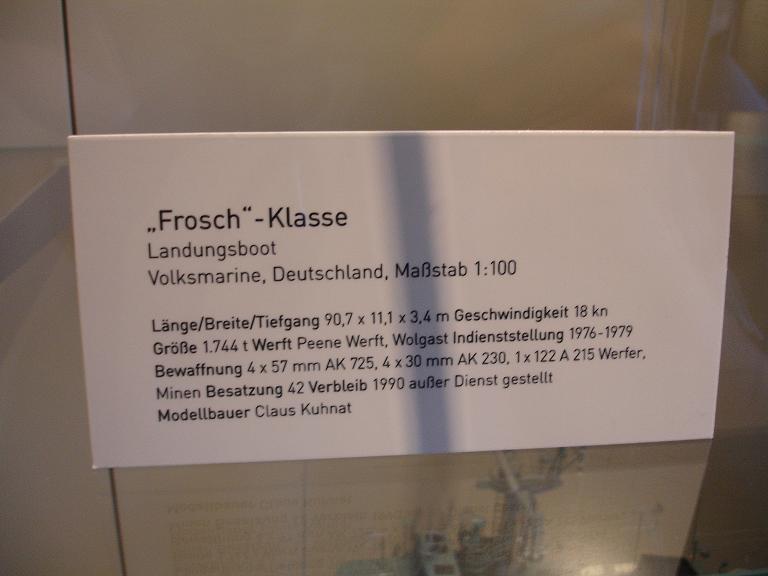 „Frosch“-Klasse
Landungsboot
Volksmarine, Deutschland, Maßstab 1:100
Länge/Breite/Tiefgang 90,7 x 11,1 x 3,4 m Geschwindigkeit 18 kn
Größe 1.744 t Werft Peene Werft, Wolgast Indienststellung 1976-1979
Bewaffnung 4 x 57 mm AK 725, 4 x 30 mm AK 230, 1 x 122 A 215 Werfer,
Minen Besatzung 42 Verbleib 1990 außer Dienst gestellt
Modellbauer Claus Kuhnat